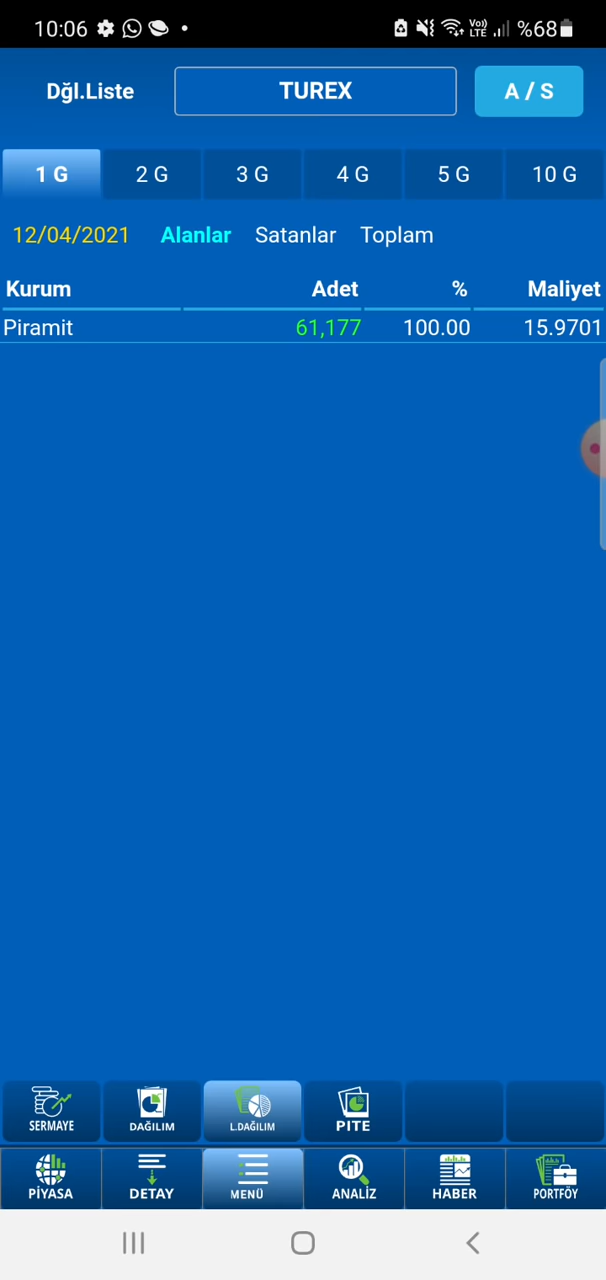 10:06 Vo)) LTE %68
Dğl.Liste TUREX A / S
1 G 2 G 3 G 4 G 5 G 10 G
12/04/2021 Alanlar Satanlar Toplam
Kurum Adet % Maliyet
Piramit 61,177 100.00 15.9701
SERMAYE DAĞILIM L.DAĞILIM PITE
PİYASA DETAY MENÜ ANALİZ HABER PORTFÖY